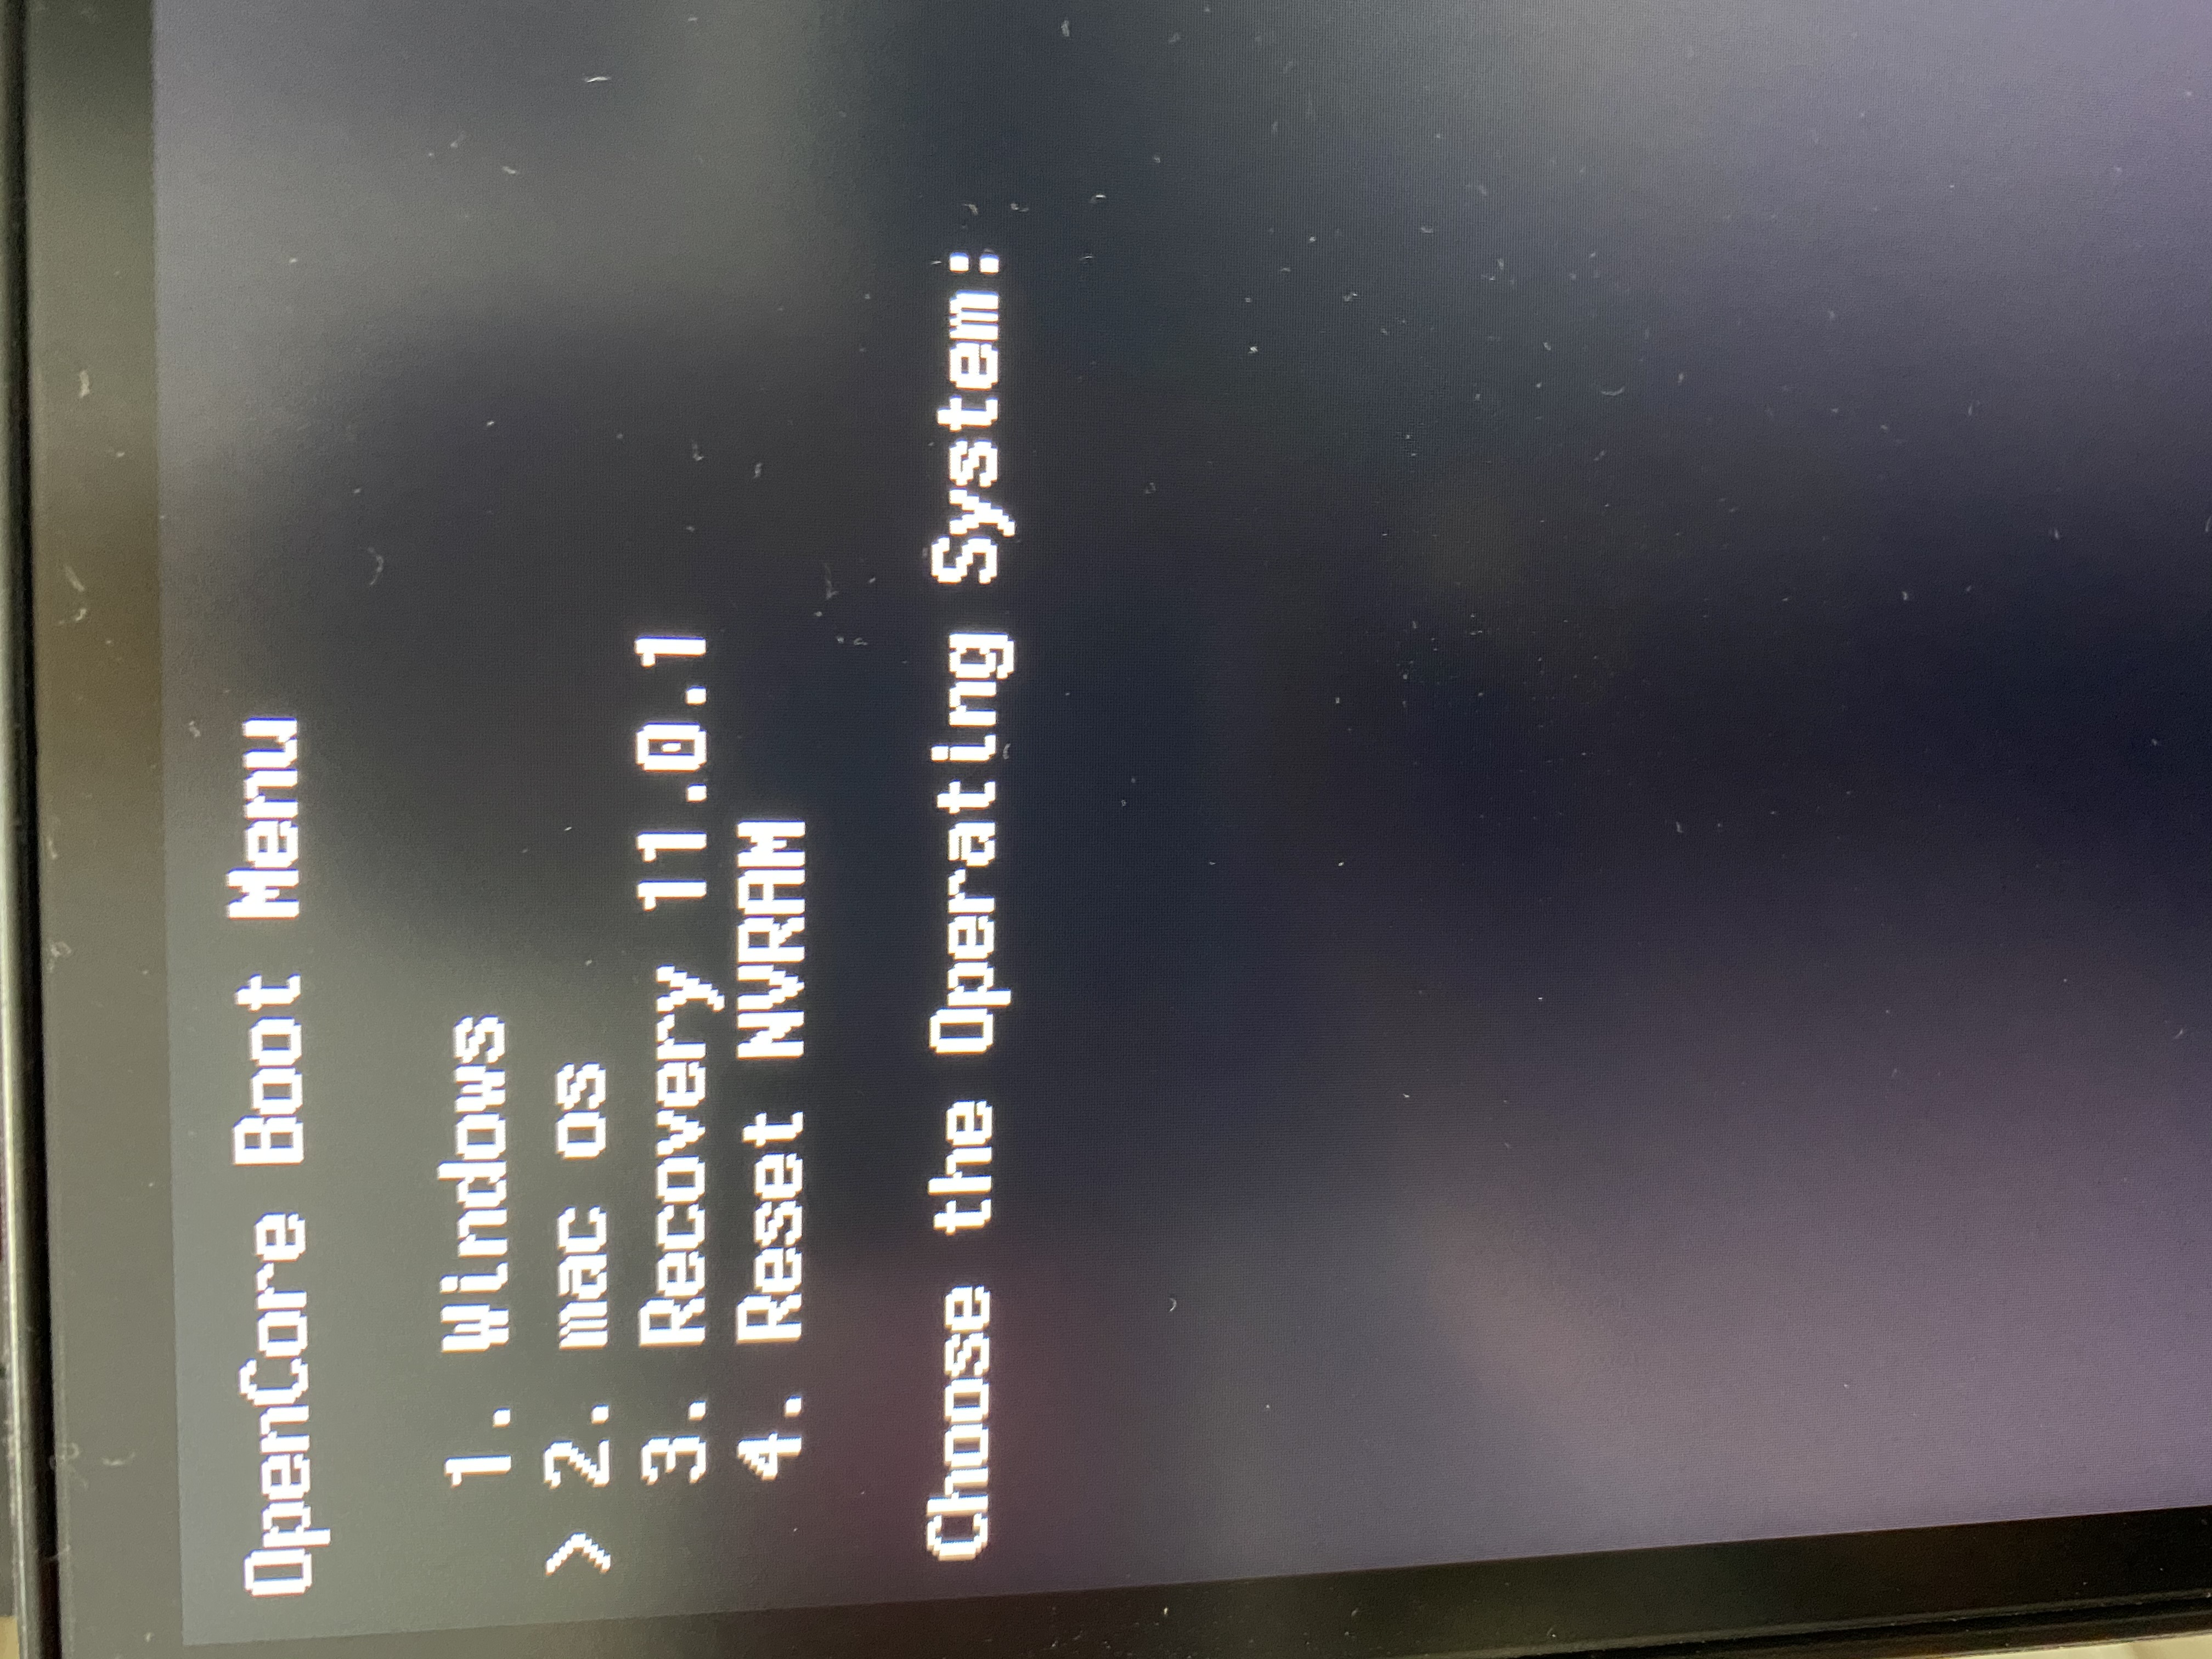 OpenCore Boot Menu
1. Windows
> 2. mac os
3. Recovery 11.0.1
4. Reset NVRAM
Choose the Operating System: